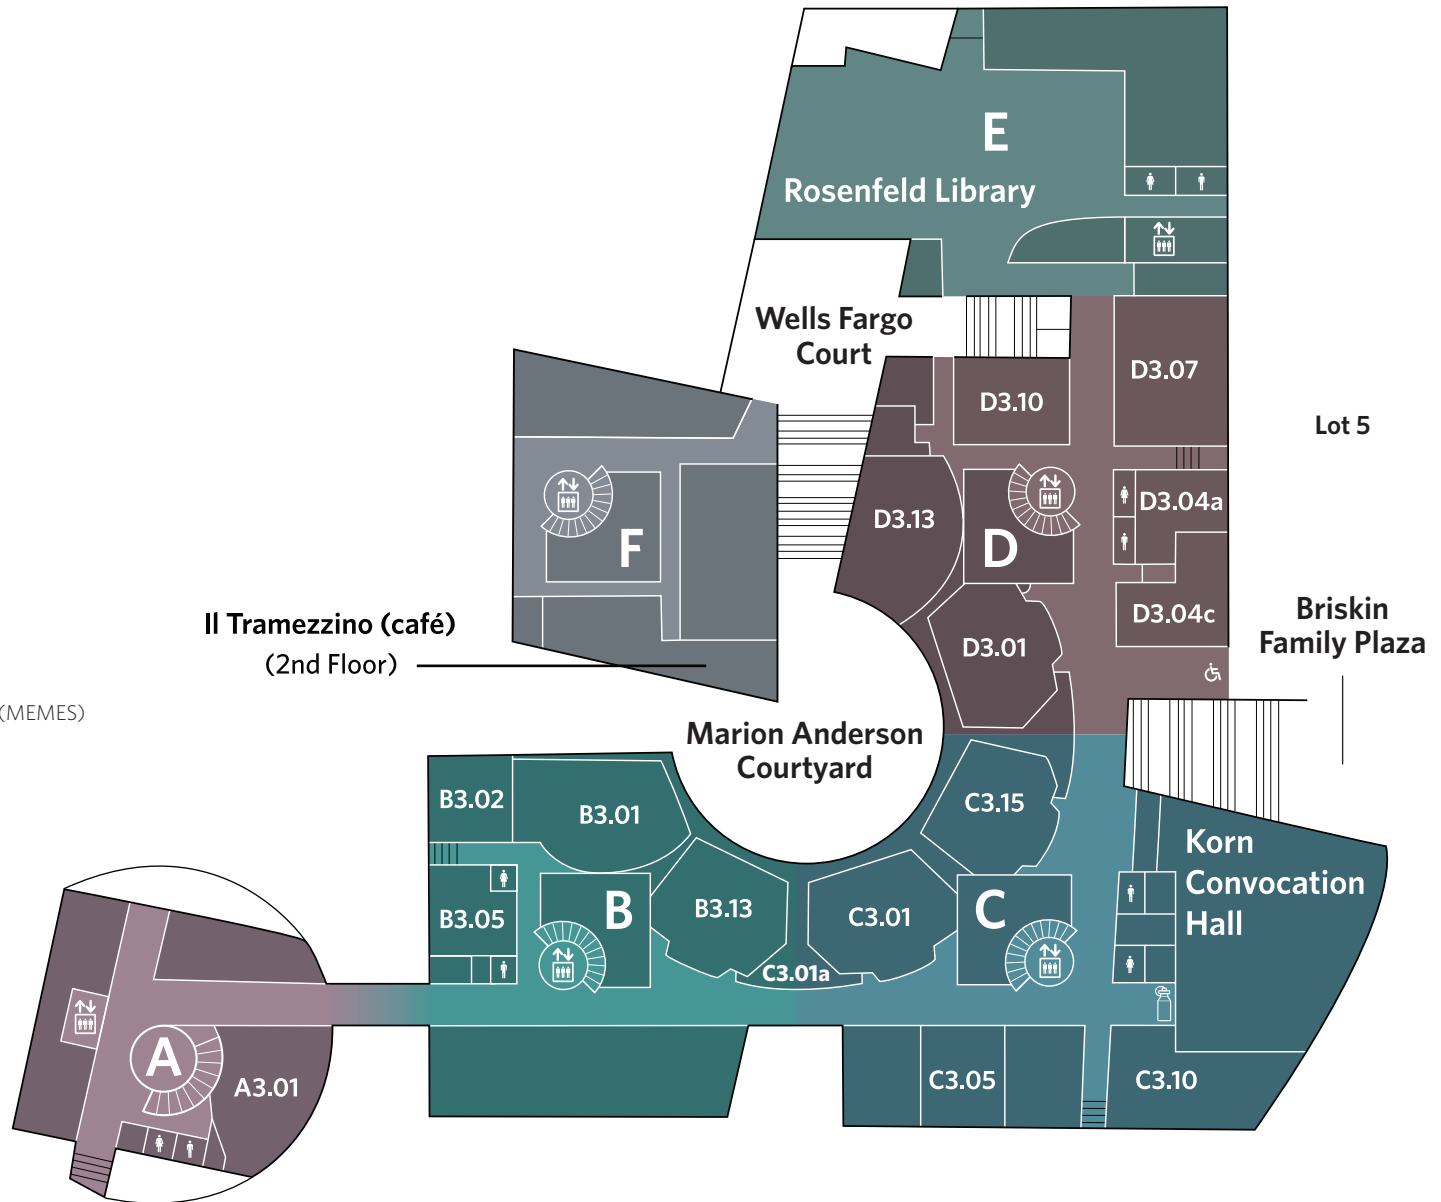 E
Rosenfeld Library
Wells Fargo
Court
D3.07
D3.10
Lot 5
D3.04a
D3.13
F
D
Il Tramezzino (café)
(2nd Floor)
D3.04c
Briskin
Family Plaza
D3.01
(MEMES)
Marion Anderson
Courtyard
B3.02
B3.01
C3.15
Korn
Convocation
Hall
B3.05
B
B3.13
C3.01
C
C3.01a
A
A3.01
C3.05
C3.10